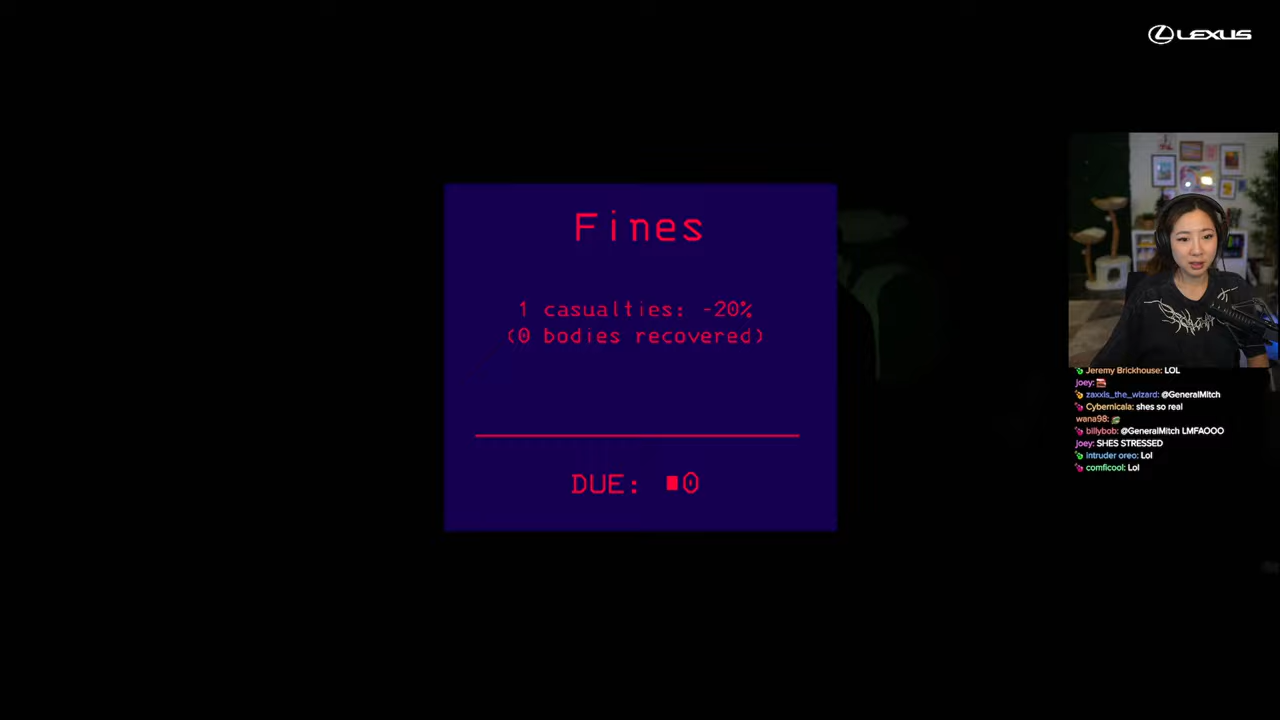 LEXUS
Fines
1 casualties: -20%
(0 bodies recovered)
DUE: ■0
Jeremy Brickhouse: LOL
joey:
zaxxls_the_wizard: @GeneralMitch
Cybernicala: shes so real
wana98:
billybob: @GeneralMitch LMFAOOO
joey: SHES STRESSED
intruder oreo: Lol
comficool: Lol